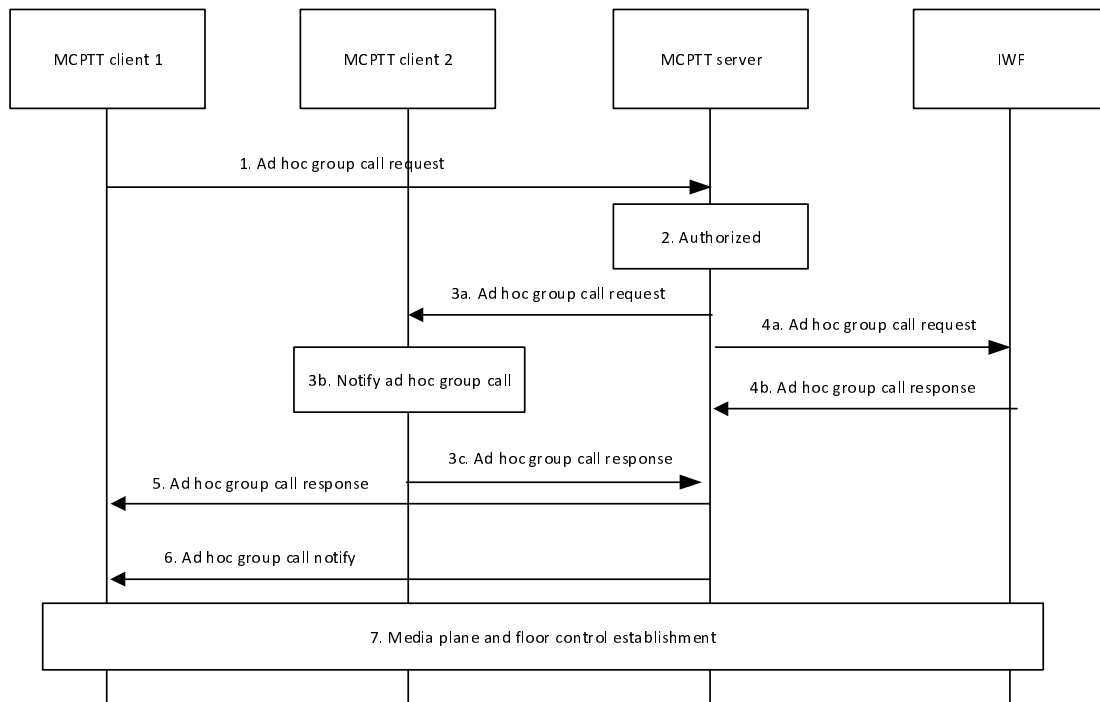 MCPTT client 1
MCPTT client 2
MCPTT server
IWF
1. Ad hoc group call request
2. Authorized
3a. Ad hoc group call request
4a. Ad hoc group call request
3b. Notify ad hoc group call
4b. Ad hoc group call response
3c. Ad hoc group call response
5. Ad hoc group call response
6. Ad hoc group call notify
7. Media plane and floor control establishment